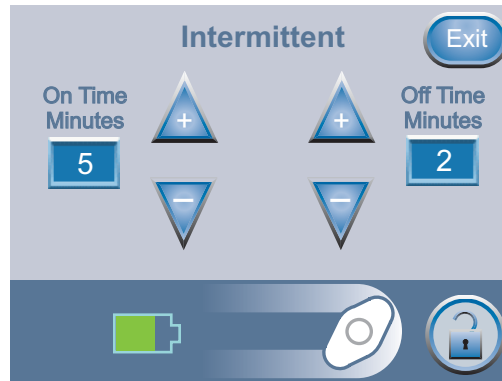 Intermittent
Exit
On Time
Minutes
5
+
+
−
−
Off Time
Minutes
2